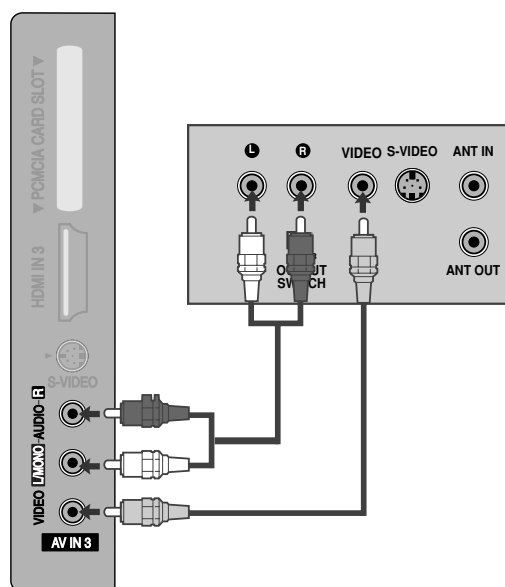 ▼ PCMCIA CARD SLOT ▼
HDMI IN 3
S-VIDEO
VIDEO L/MONO-AUDIO-R
AV IN 3
L R VIDEO S-VIDEO ANT IN
ANT OUT
SWITCH